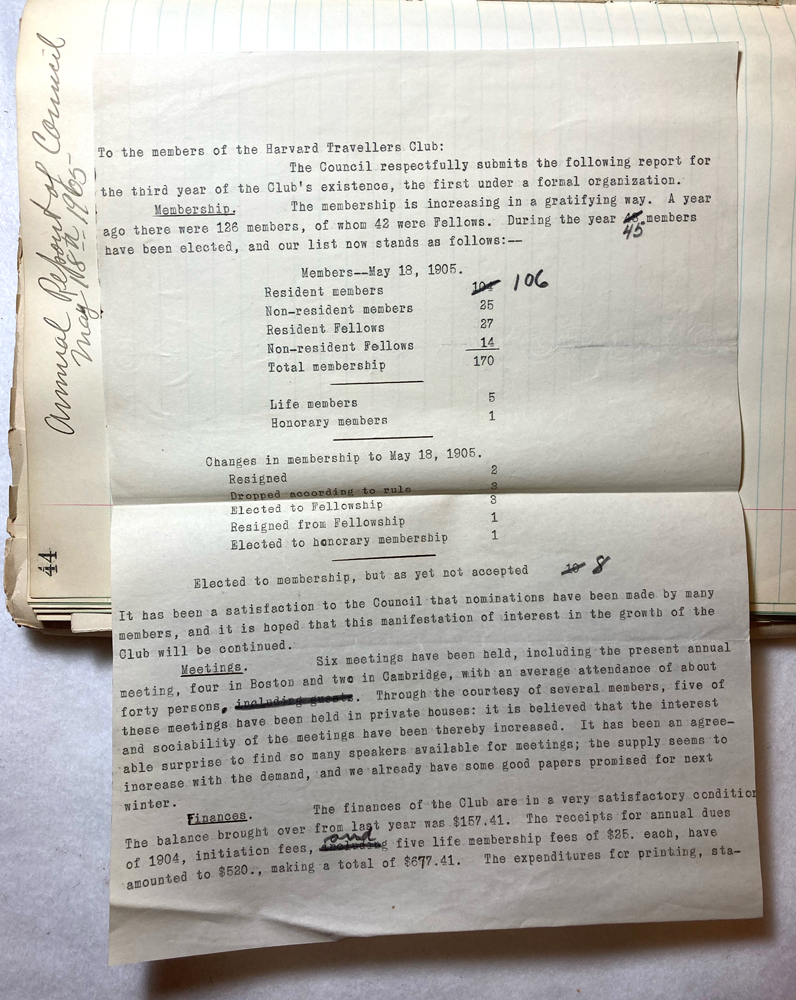 Annual Report of Council
May 18th 1905
44
To the members of the Harvard Travellers Club:
The Council respectfully submits the following report for
the third year of the Club's existence, the first under a formal organization.
Membership. The membership is increasing in a gratifying way. A year
ago there were 126 members, of whom 42 were Fellows. During the year 45 members
have been elected, and our list now stands as follows:--
Members--May 18, 1905.
Resident members 104 106
Non-resident members 25
Resident Fellows 27
Non-resident Fellows 14
Total membership 170
Life members 5
Honorary members 1
Changes in membership to May 18, 1905.
Resigned 2
Dropped according to rule 3
Elected to Fellowship 3
Resigned from Fellowship 1
Elected to honorary membership 1
Elected to membership, but as yet not accepted 10 8
It has been a satisfaction to the Council that nominations have been made by many
members, and it is hoped that this manifestation of interest in the growth of the
Club will be continued.
Meetings. Six meetings have been held, including the present annual
meeting, four in Boston and two in Cambridge, with an average attendance of about
forty persons, including guests. Through the courtesy of several members, five of
these meetings have been held in private houses: it is believed that the interest
and sociability of the meetings have been thereby increased. It has been an agree-
able surprise to find so many speakers available for meetings; the supply seems to
increase with the demand, and we already have some good papers promised for next
winter.
Finances. The finances of the Club are in a very satisfactory condition
The balance brought over from last year was $157.41. The receipts for annual dues
of 1904, initiation fees, including and five life membership fees of $25. each, have
amounted to $520., making a total of $677.41. The expenditures for printing, sta-